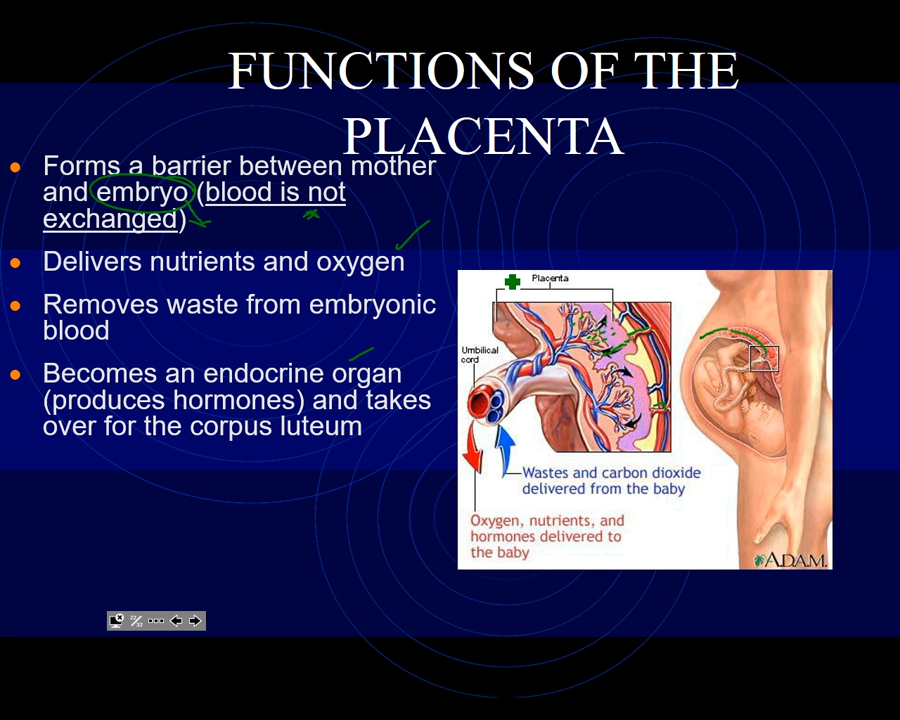 FUNCTIONS OF THE
PLACENTA
Forms a barrier between mother
and embryo (blood is not
exchanged)
Delivers nutrients and oxygen
Removes waste from embryonic
blood
Becomes an endocrine organ
(produces hormones) and takes
over for the corpus luteum
Placenta
Umbilical
cord
Wastes and carbon dioxide
delivered from the baby
Oxygen, nutrients, and
hormones delivered to
the baby
A.D.A.M.